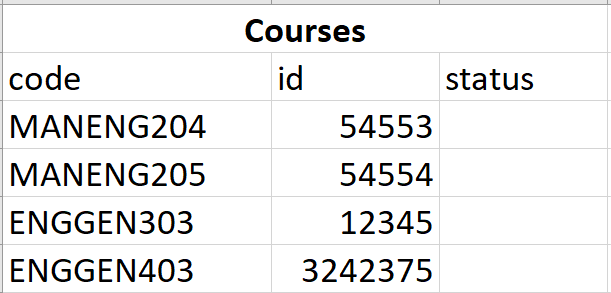 Courses
code id status
MANENG204 54553
MANENG205 54554
ENGGEN303 12345
ENGGEN403 3242375